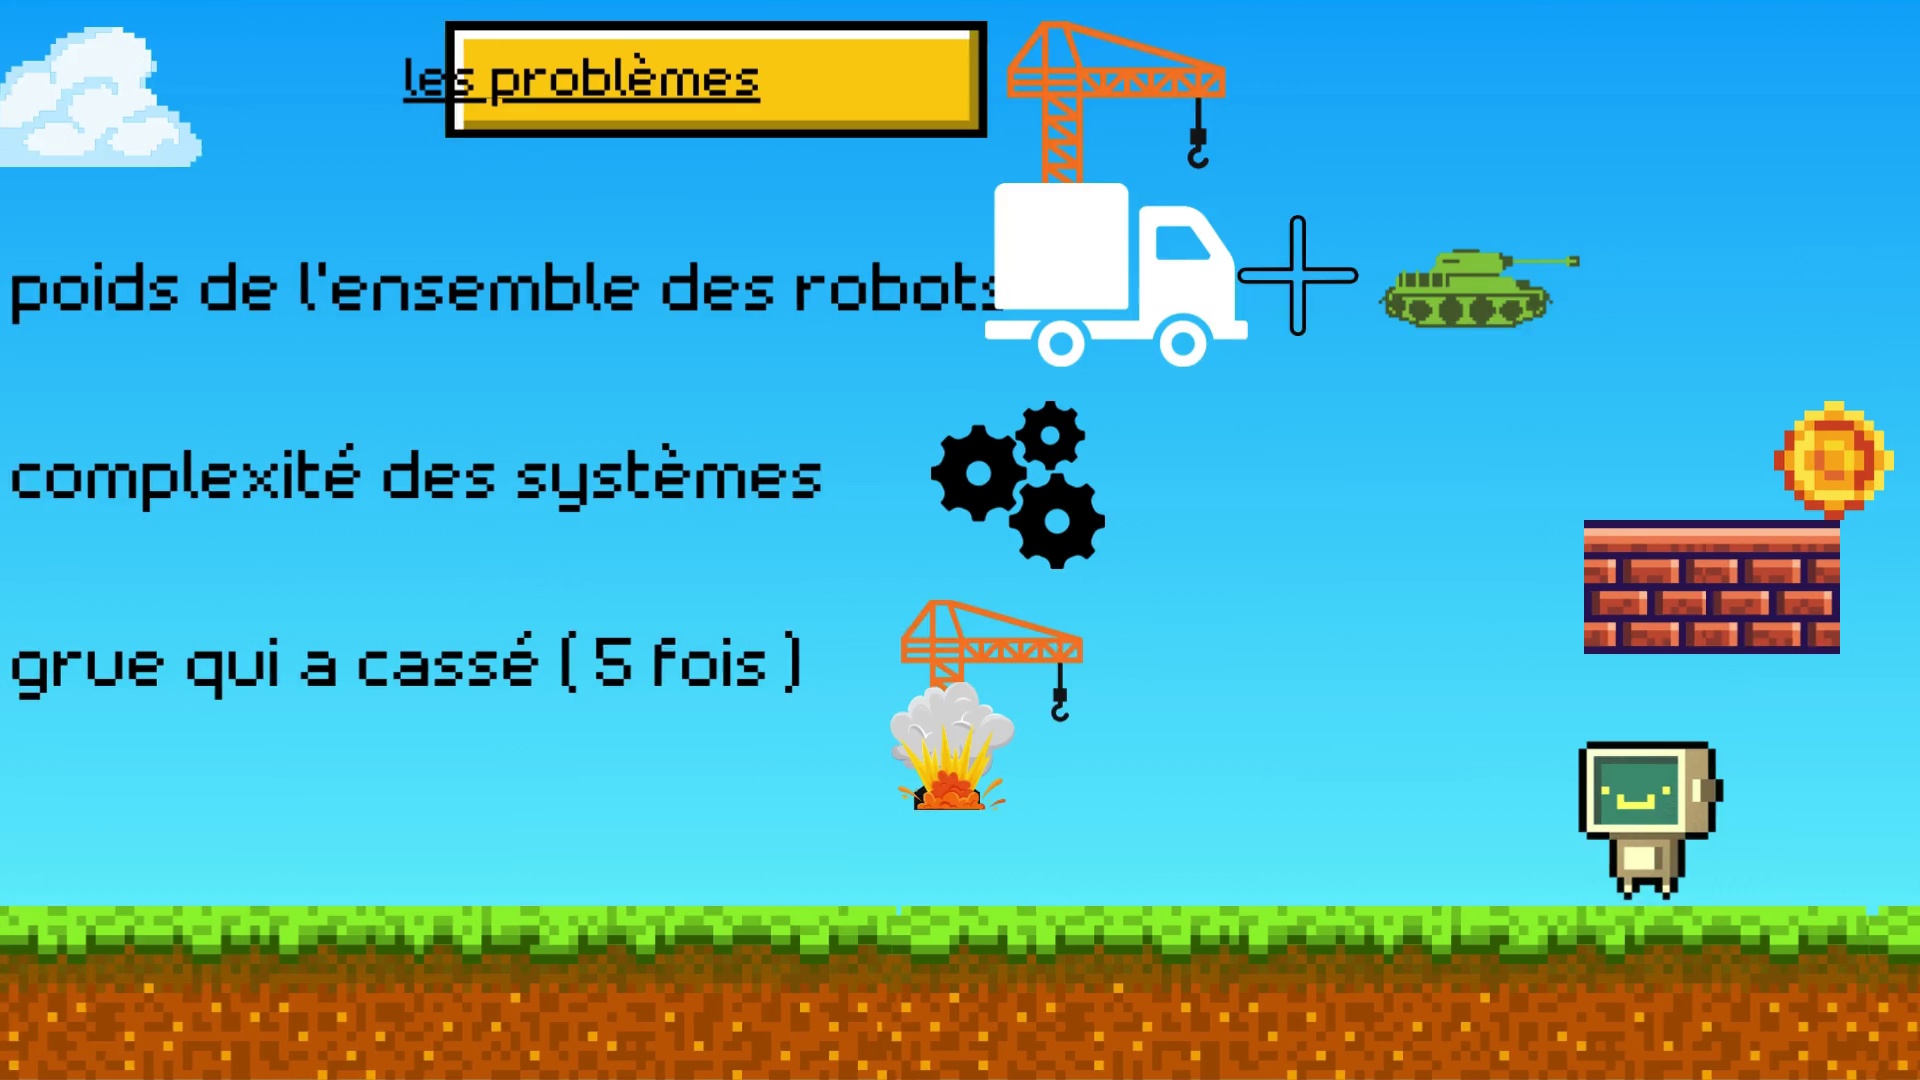 les problèmes
poids de l'ensemble des robots
complexité des systèmes
grue qui a cassé ( 5 fois )